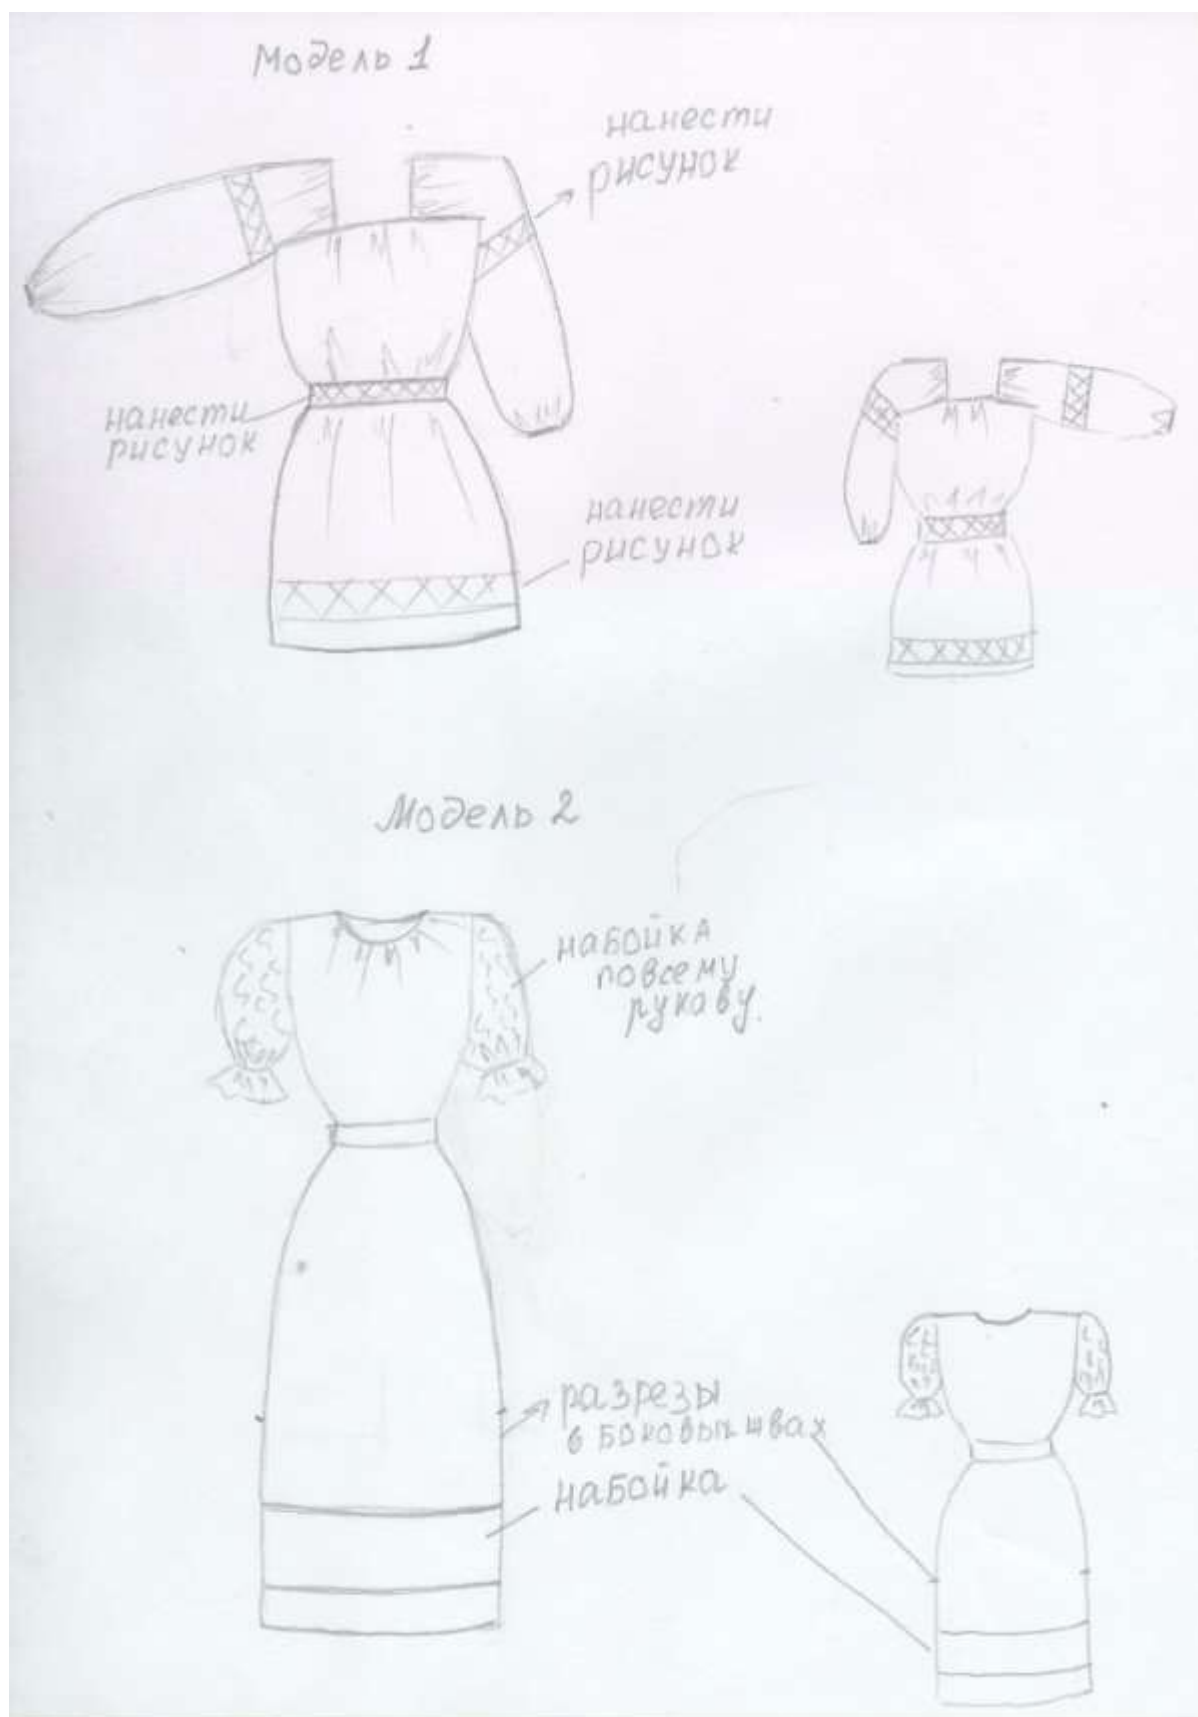 Модель 1
нанести
рисунок
нанести
рисунок
нанести
рисунок
Модель 2
набойка
по всему
рукаву.
разрезы
в боковых швах
набойка